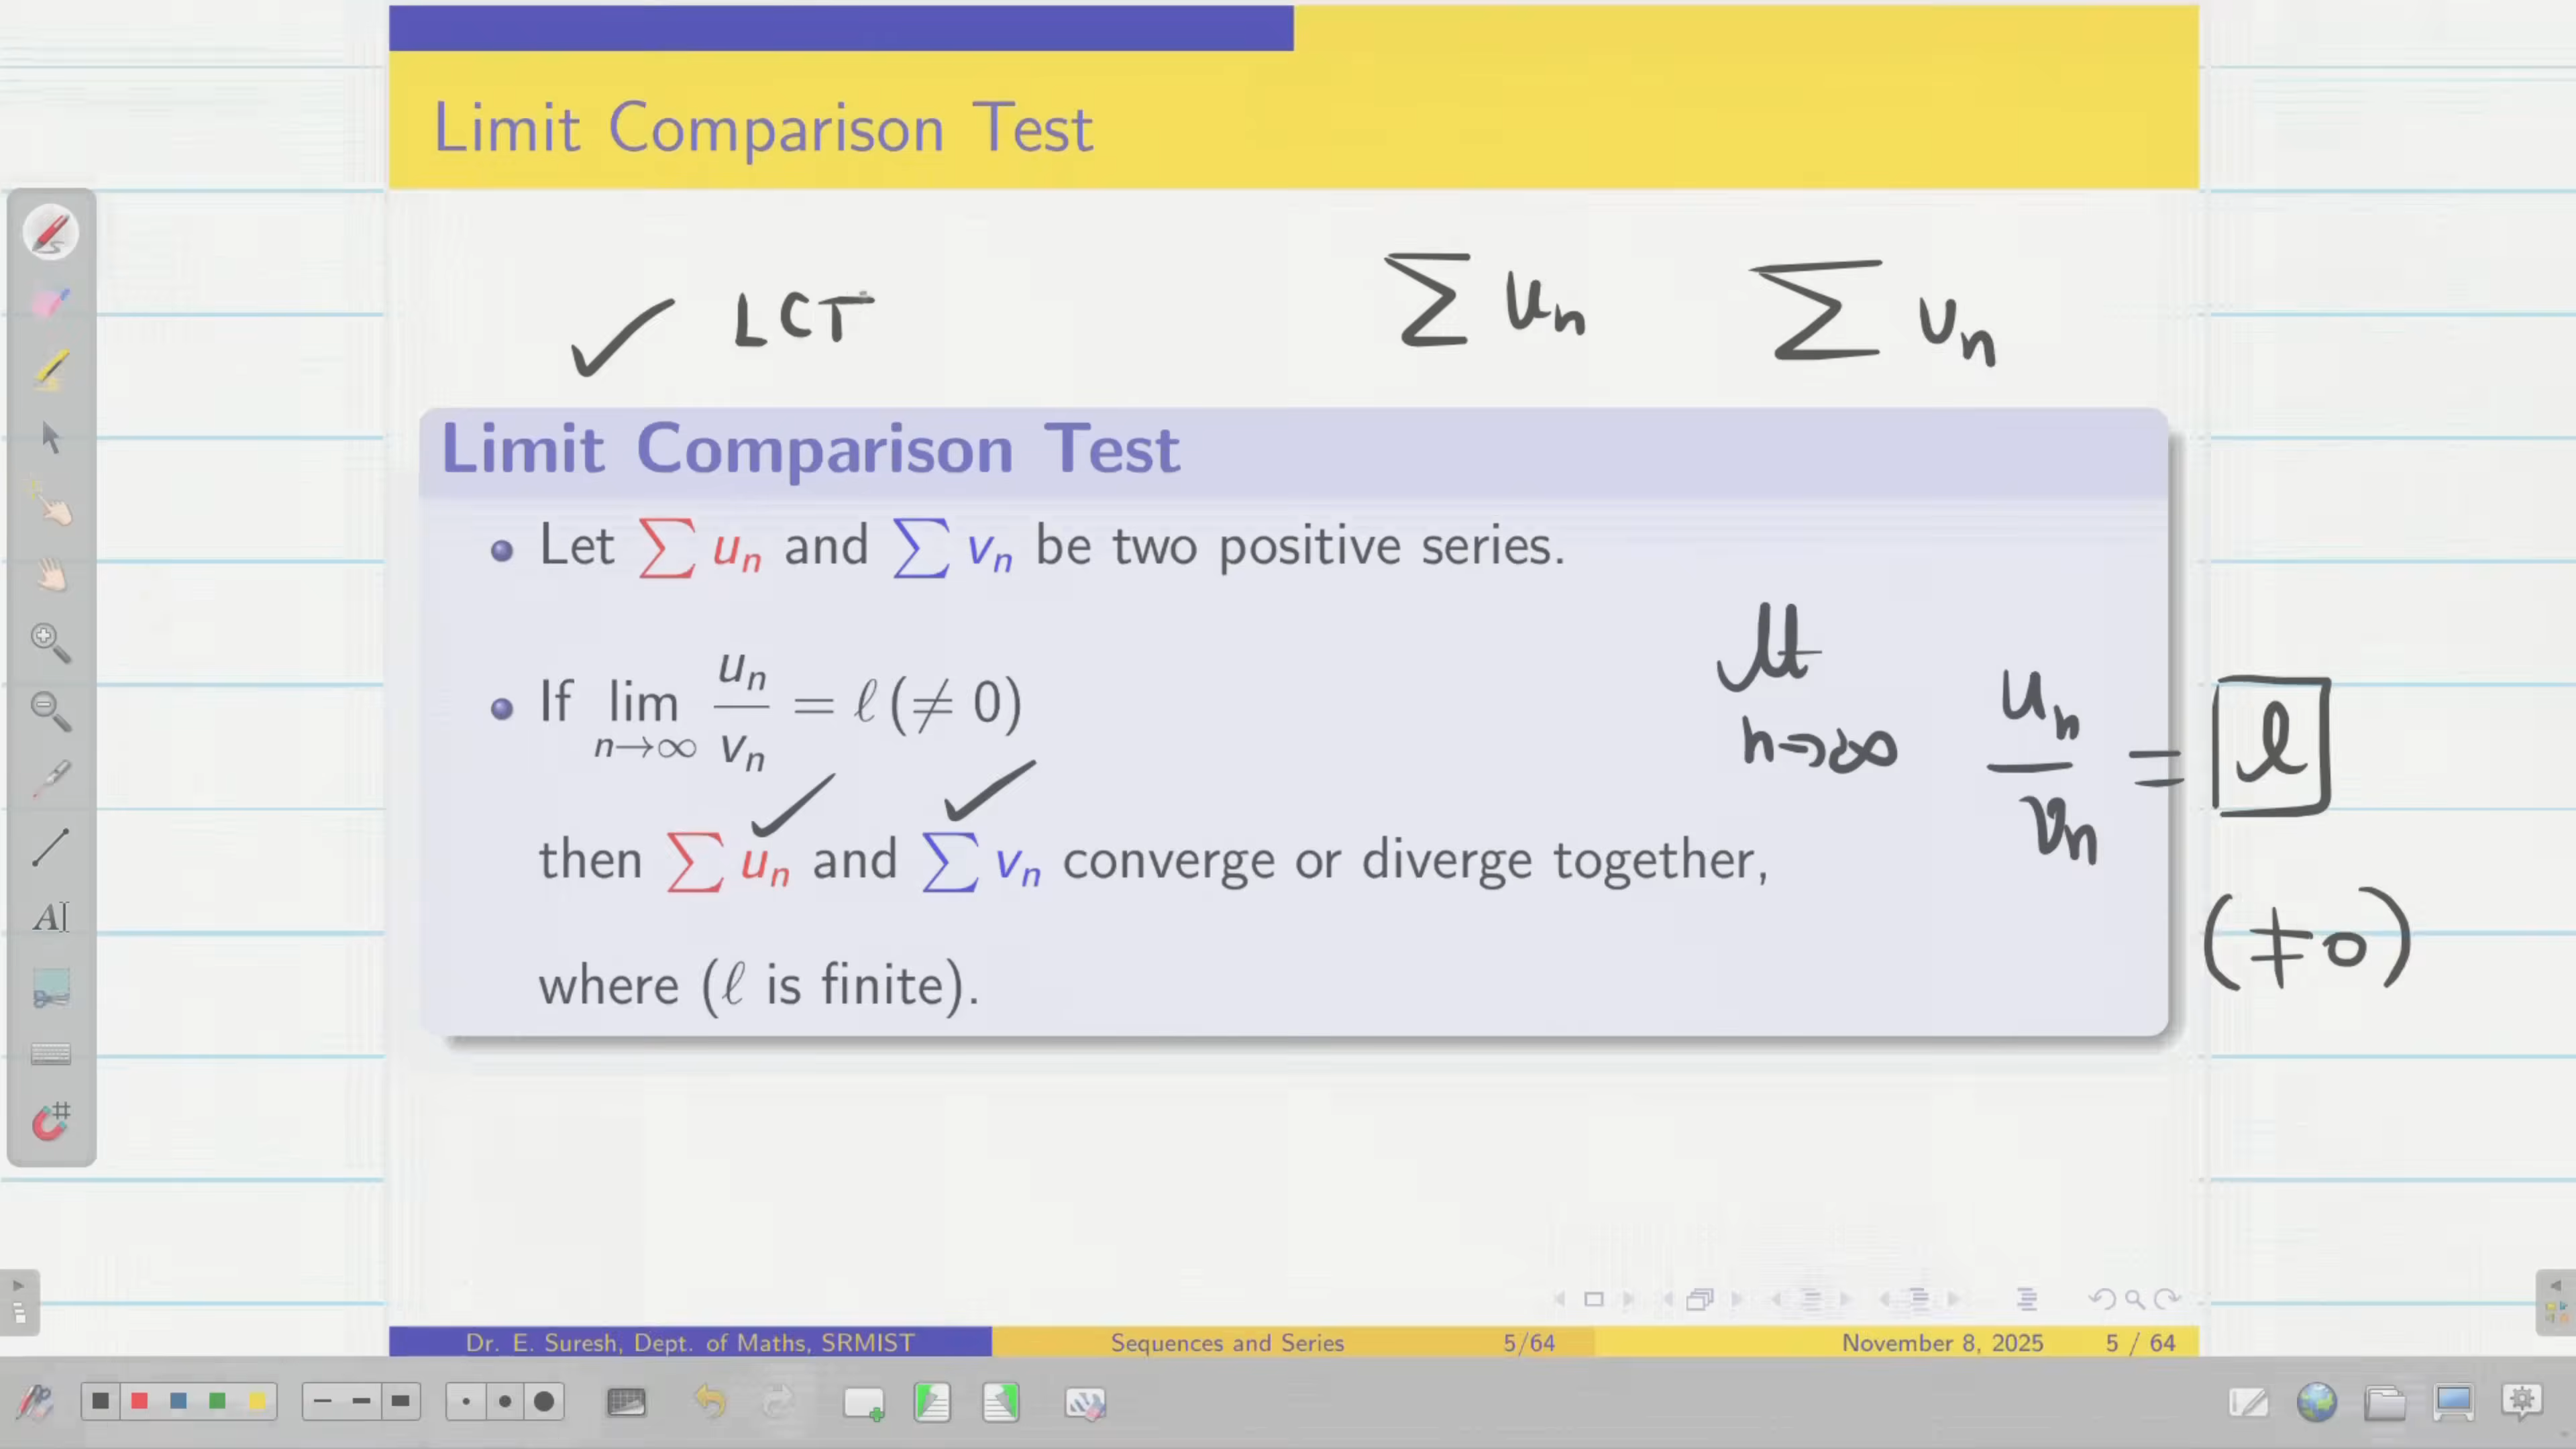 Limit Comparison Test
✓ LCT ∑ uₙ ∑ vₙ
Limit Comparison Test
• Let ∑ uₙ and ∑ vₙ be two positive series.
• If lim n→∞ uₙ/vₙ = ℓ (≠ 0)
lt n→∞ uₙ/vₙ = ℓ
(≠0)
then ∑ uₙ and ∑ vₙ converge or diverge together,
where (ℓ is finite).
Dr. E. Suresh, Dept. of Maths, SRMIST Sequences and Series 5/64 November 8, 2025 5 / 64